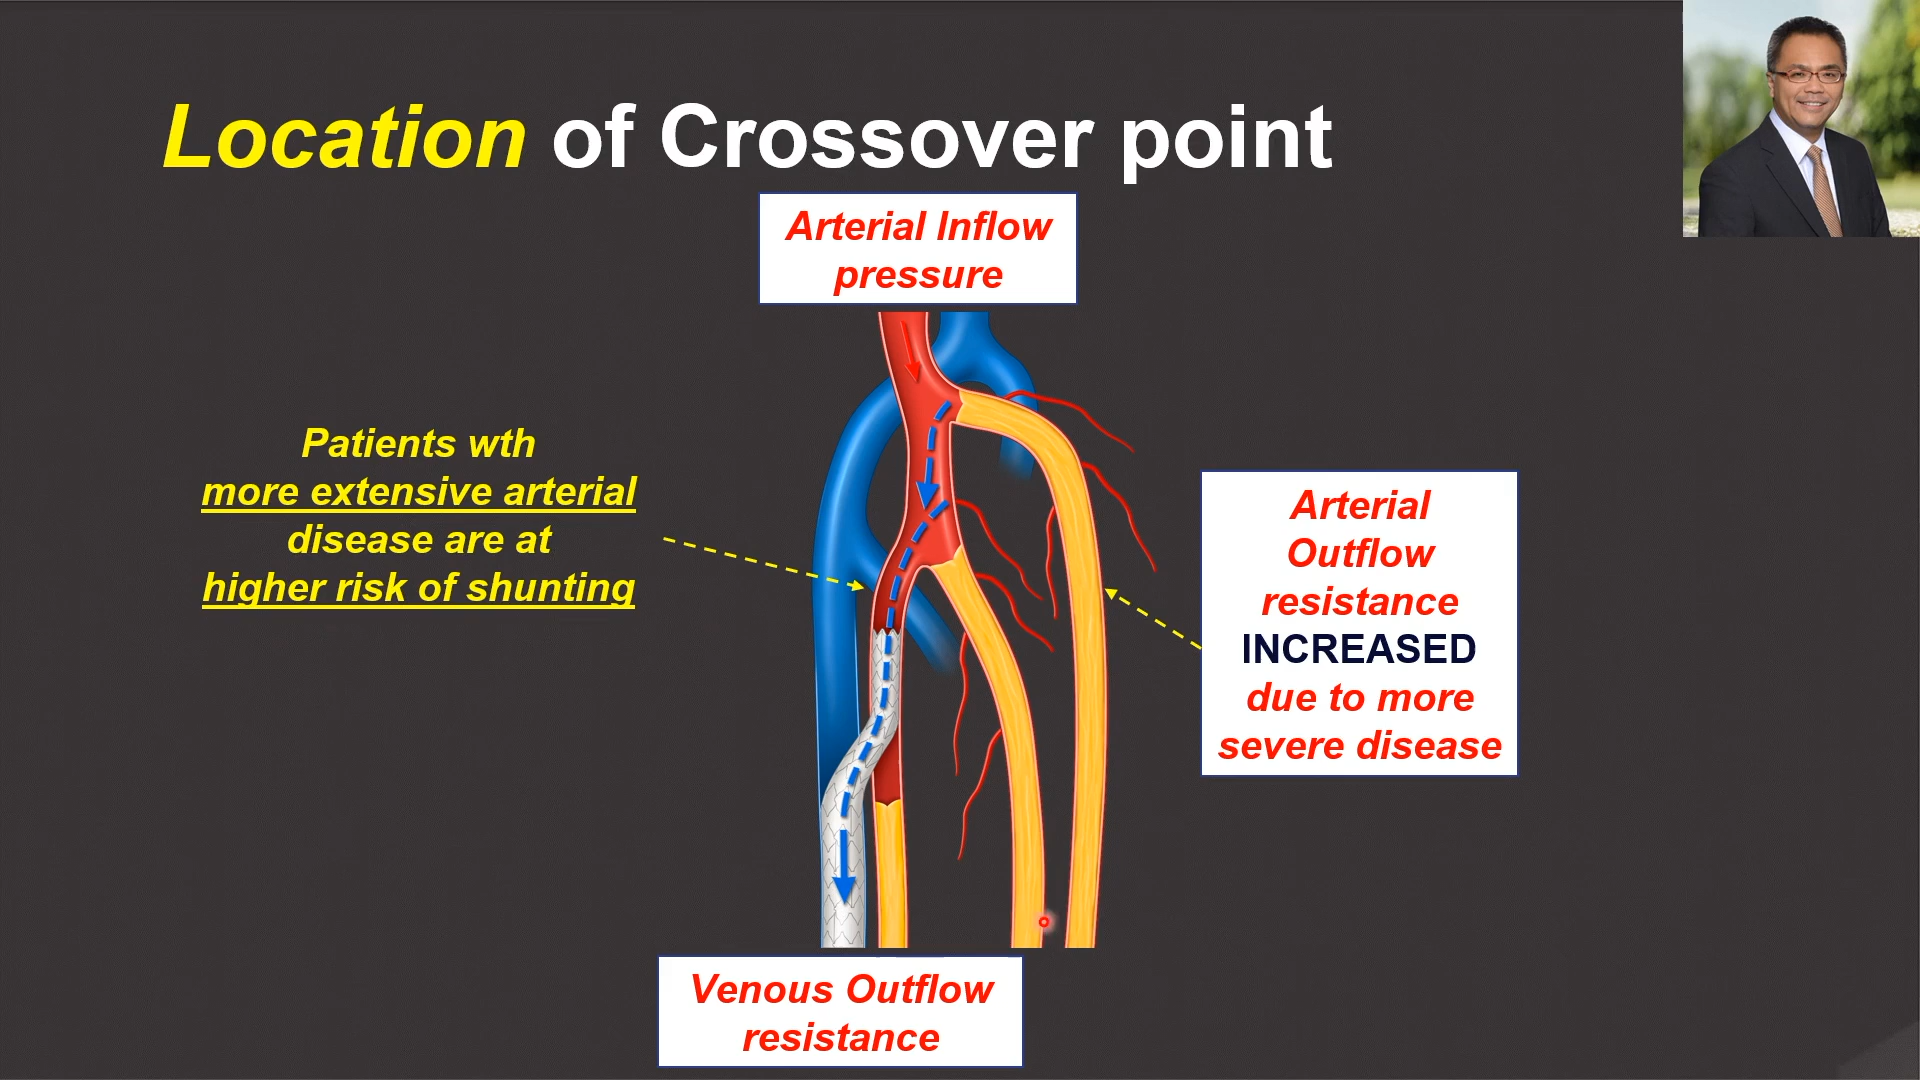 Location of Crossover point
Arterial Inflow
pressure
Patients wth
more extensive arterial
disease are at
higher risk of shunting
Arterial
Outflow
resistance
INCREASED
due to more
severe disease
Venous Outflow
resistance